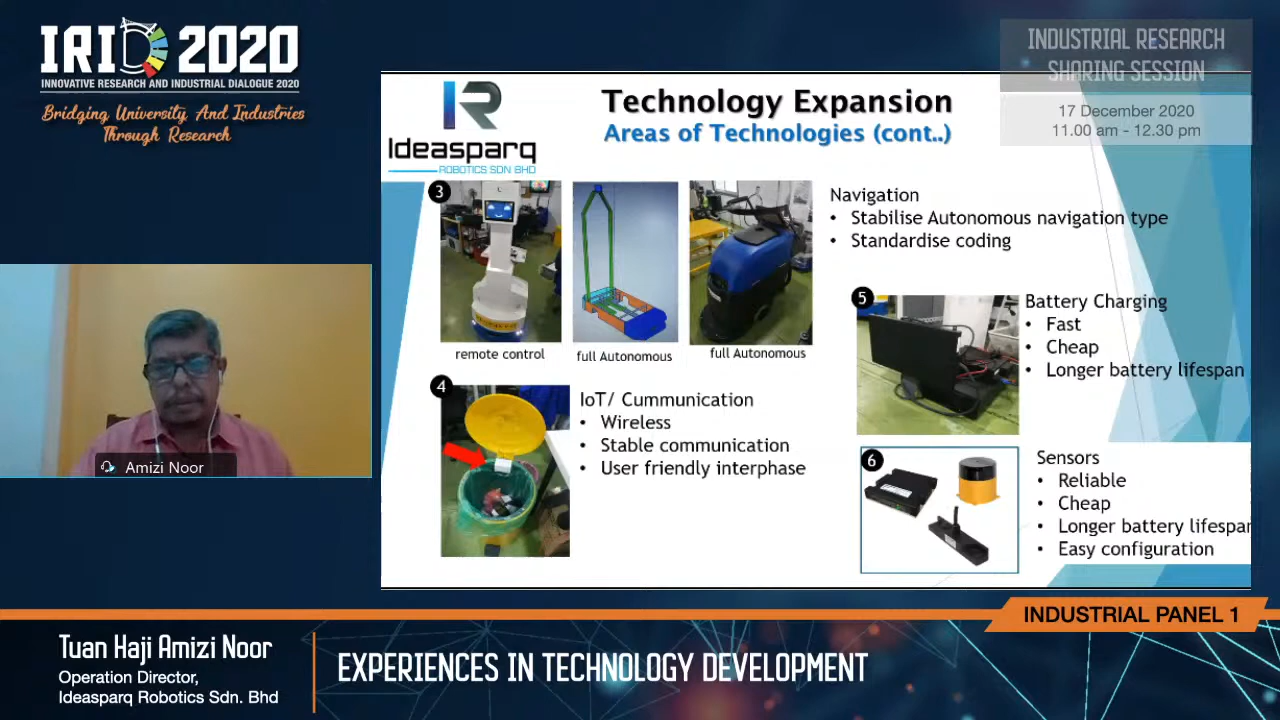 IRID 2020
INNOVATIVE RESEARCH AND INDUSTRIAL DIALOGUE 2020
Bridging University And Industries
Through Research
INDUSTRIAL RESEARCH
SHARING SESSION
17 December 2020
11.00 am - 12.30 pm
Ideasparq
ROBOTICS SDN BHD
Technology Expansion
Areas of Technologies (cont..)
3
remote control
full Autonomous
full Autonomous
Navigation
• Stabilise Autonomous navigation type
• Standardise coding
4
IoT/ Cummunication
• Wireless
• Stable communication
• User friendly interphase
5
Battery Charging
• Fast
• Cheap
• Longer battery lifespan
6
Sensors
• Reliable
• Cheap
• Longer battery lifespan
• Easy configuration
Amizi Noor
INDUSTRIAL PANEL 1
Tuan Haji Amizi Noor
Operation Director,
Ideasparq Robotics Sdn. Bhd
EXPERIENCES IN TECHNOLOGY DEVELOPMENT